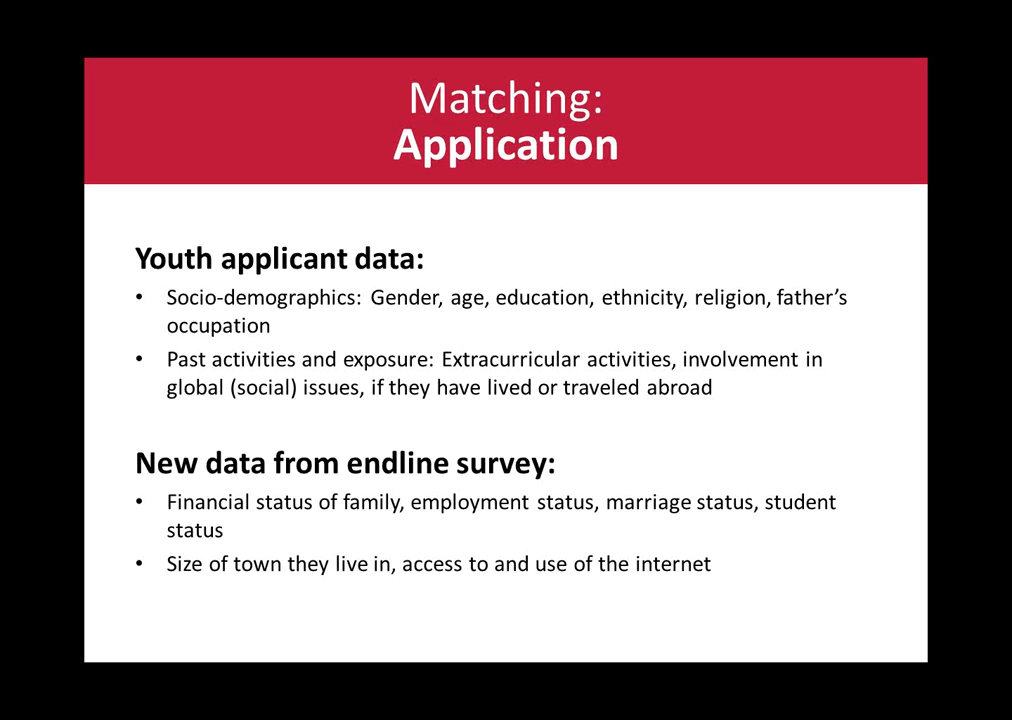 Matching:
Application
Youth applicant data:
• Socio-demographics: Gender, age, education, ethnicity, religion, father’s
occupation
• Past activities and exposure: Extracurricular activities, involvement in
global (social) issues, if they have lived or traveled abroad
New data from endline survey:
• Financial status of family, employment status, marriage status, student
status
• Size of town they live in, access to and use of the internet